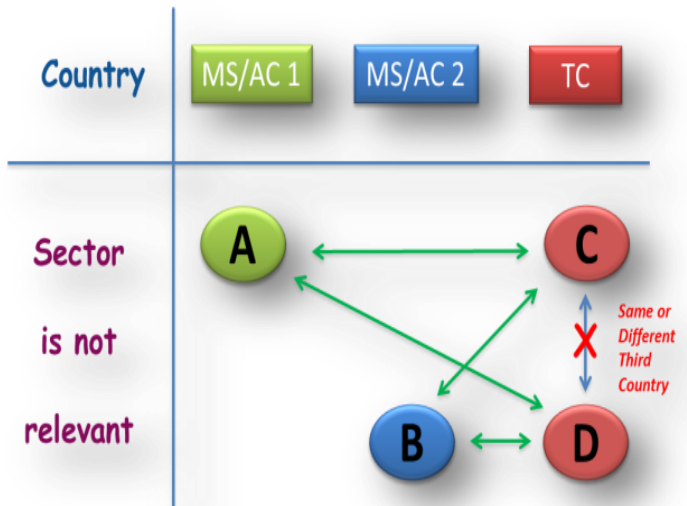 Country
MS/AC 1
MS/AC 2
TC
Sector
is not
relevant
A
C
Same or
Different
Third
Country
B
D